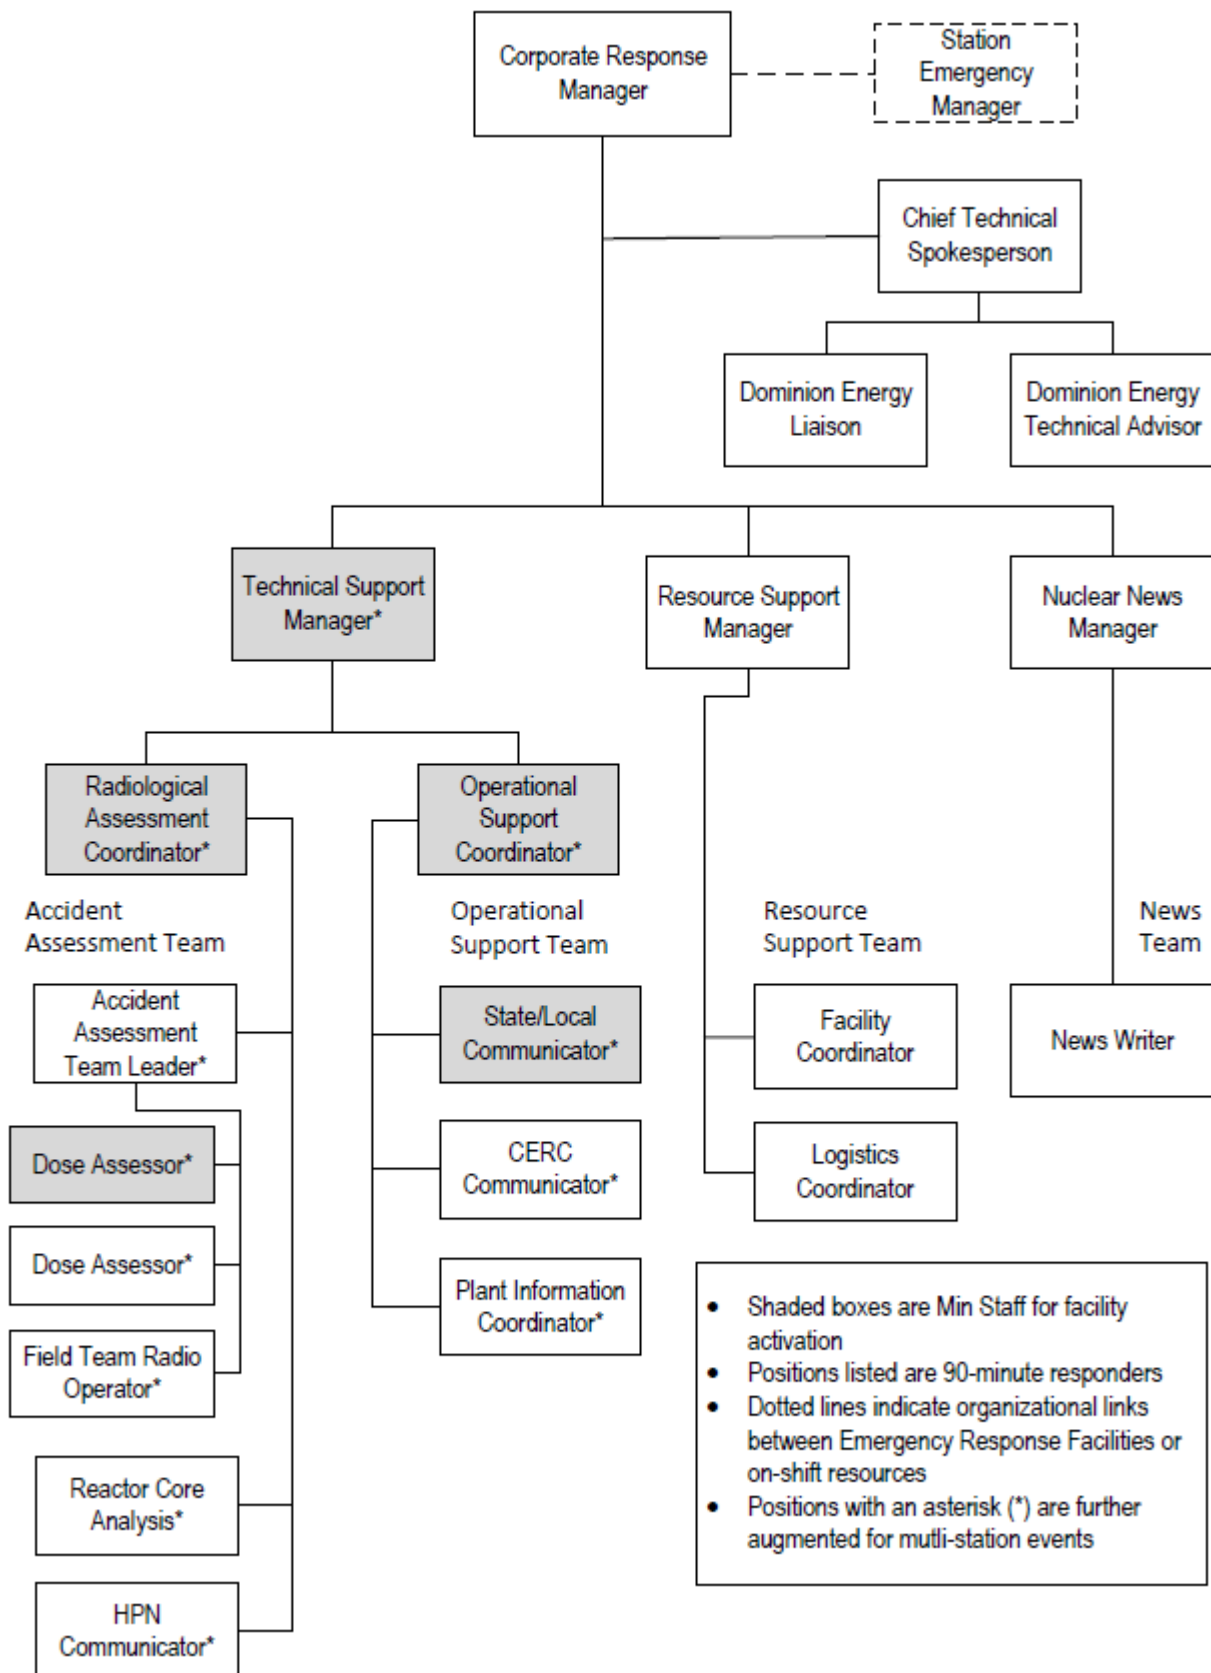 Corporate Response
Manager
Station
Emergency
Manager
Chief Technical
Spokesperson
Dominion Energy
Liaison
Dominion Energy
Technical Advisor
Technical Support
Manager*
Resource Support
Manager
Nuclear News
Manager
Radiological
Assessment
Coordinator*
Operational
Support
Coordinator*
Accident
Assessment Team
Operational
Support Team
Resource
Support Team
News
Team
Accident
Assessment
Team Leader*
State/Local
Communicator*
Facility
Coordinator
News Writer
Dose Assessor*
CERC
Communicator*
Logistics
Coordinator
Dose Assessor*
Plant Information
Coordinator*
Field Team Radio
Operator*
Reactor Core
Analysis*
HPN
Communicator*
• Shaded boxes are Min Staff for facility
activation
• Positions listed are 90-minute responders
• Dotted lines indicate organizational links
between Emergency Response Facilities or
on-shift resources
• Positions with an asterisk (*) are further
augmented for mutli-station events